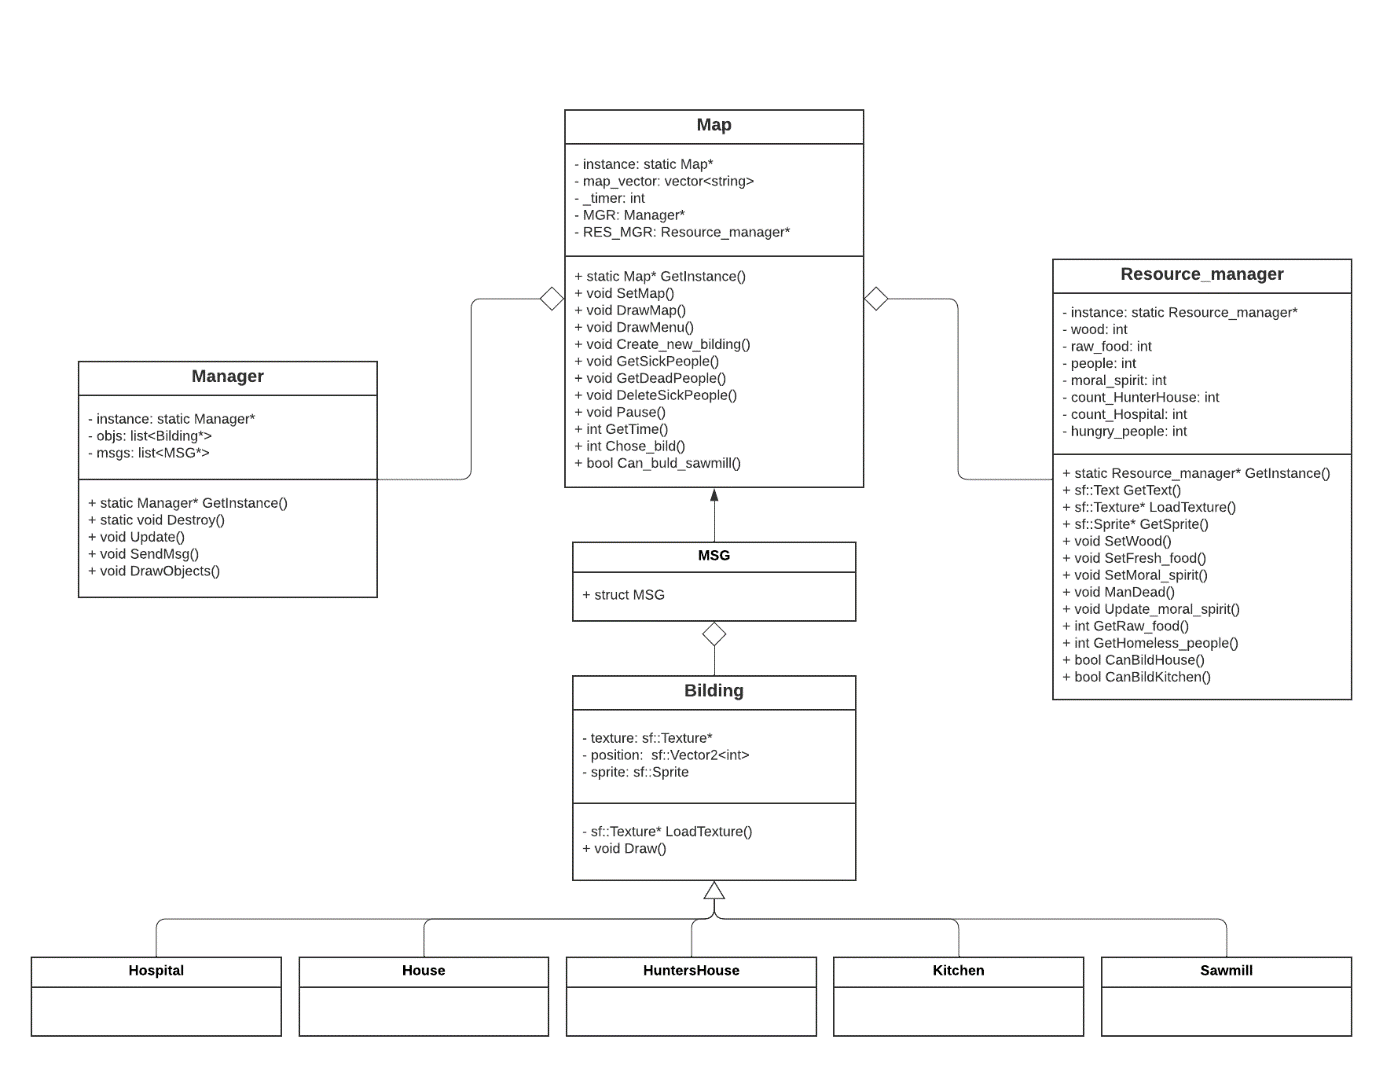 Map
- instance: static Map*
- map_vector: vector<string>
- _timer: int
- MGR: Manager*
- RES_MGR: Resource_manager*
+ static Map* GetInstance()
+ void SetMap()
+ void DrawMap()
+ void DrawMenu()
+ void Create_new_bilding()
+ void GetSickPeople()
+ void GetDeadPeople()
+ void DeleteSickPeople()
+ void Pause()
+ int GetTime()
+ int Chose_bild()
+ bool Can_buld_sawmill()
Manager
- instance: static Manager*
- objs: list<Bilding*>
- msgs: list<MSG*>
+ static Manager* GetInstance()
+ static void Destroy()
+ void Update()
+ void SendMsg()
+ void DrawObjects()
Resource_manager
- instance: static Resource_manager*
- wood: int
- raw_food: int
- people: int
- moral_spirit: int
- count_HunterHouse: int
- count_Hospital: int
- hungry_people: int
+ static Resource_manager* GetInstance()
+ sf::Text GetText()
+ sf::Texture* LoadTexture()
+ sf::Sprite* GetSprite()
+ void SetWood()
+ void SetFresh_food()
+ void SetMoral_spirit()
+ void ManDead()
+ void Update_moral_spirit()
+ int GetRaw_food()
+ int GetHomeless_people()
+ bool CanBildHouse()
+ bool CanBildKitchen()
MSG
+ struct MSG
Bilding
- texture: sf::Texture*
- position:  sf::Vector2<int>
- sprite: sf::Sprite
- sf::Texture* LoadTexture()
+ void Draw()
Hospital
House
HuntersHouse
Kitchen
Sawmill